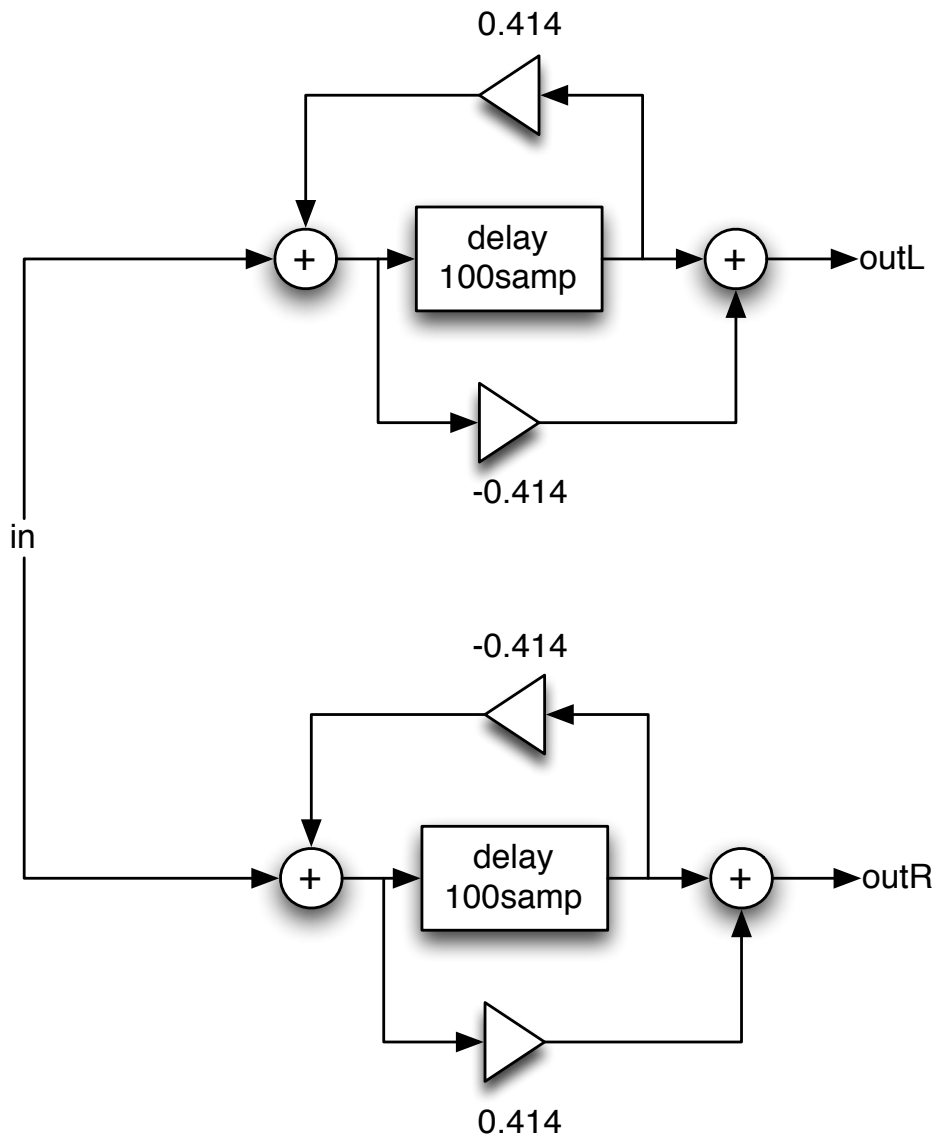 0.414
+
delay
100samp
+
outL
-0.414
in
-0.414
+
delay
100samp
+
outR
0.414